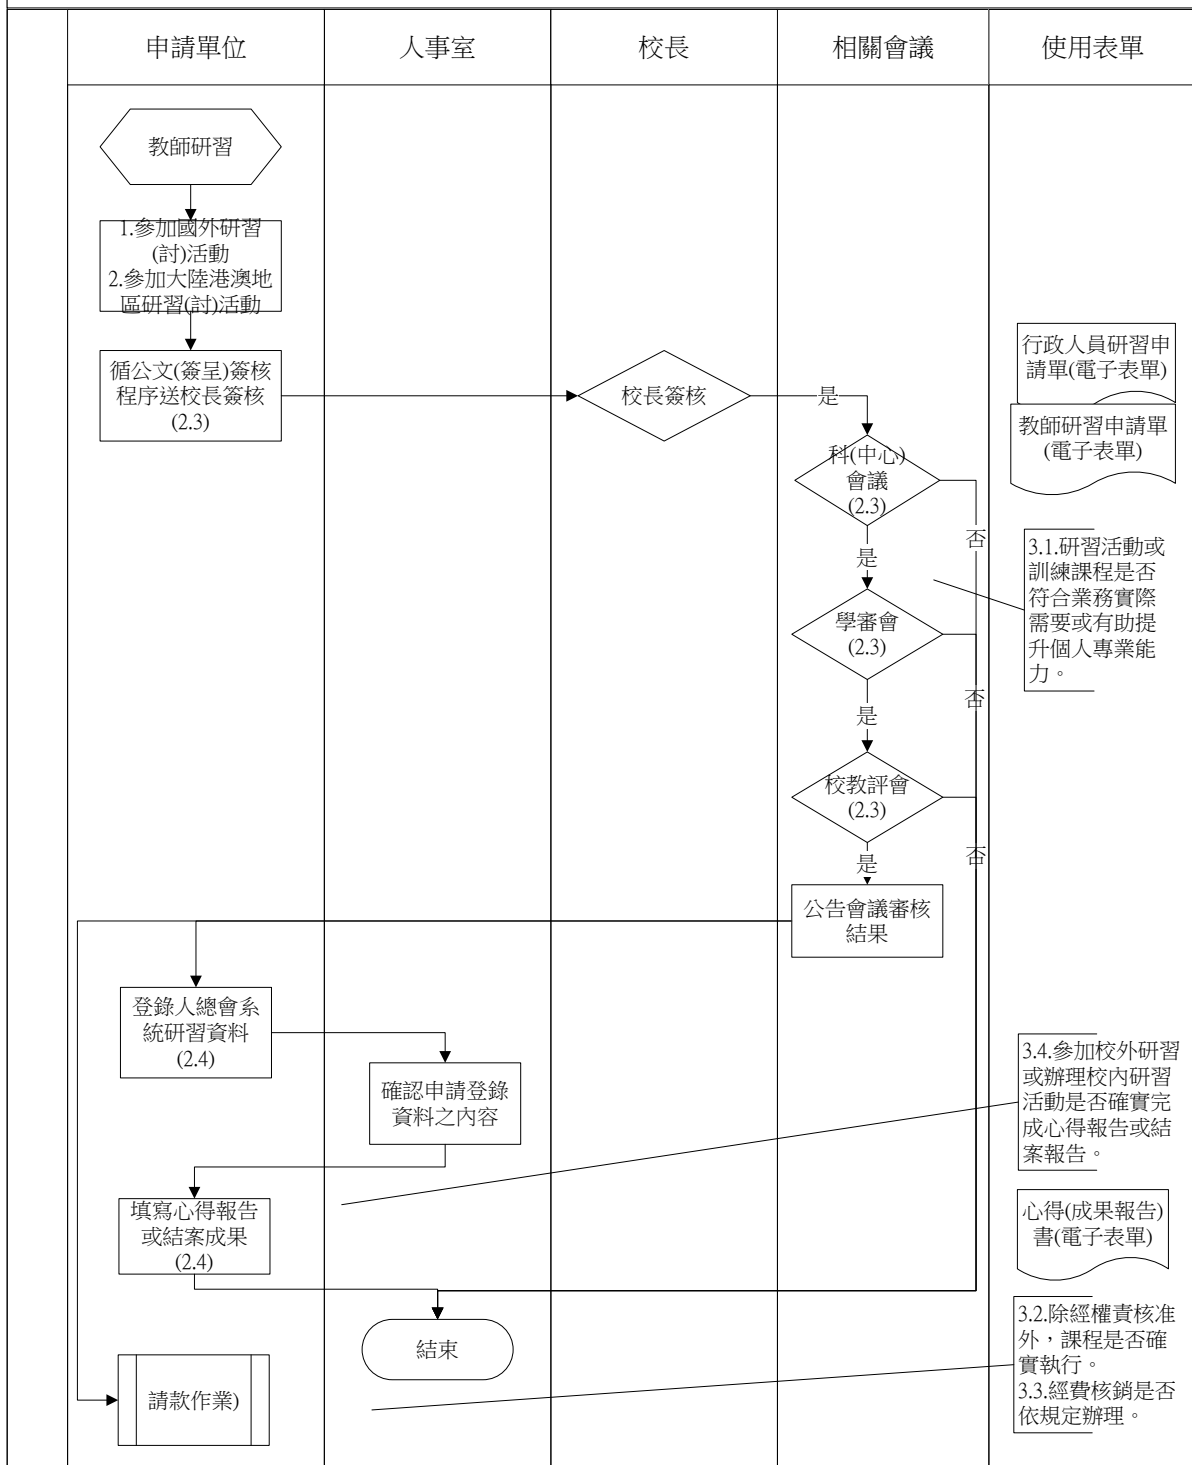 申請單位
人事室
校長
相關會議
使用表單
教師研習
1.參加國外研習
(討)活動
2.參加大陸港澳地
區研習(討)活動
循公文(簽呈)簽核
程序送校長簽核
(2.3)
校長簽核
是
行政人員研習申
請單(電子表單)
教師研習申請單
(電子表單)
科(中心)
會議
(2.3)
否
是
3.1.研習活動或
訓練課程是否
符合業務實際
需要或有助提
升個人專業能
力。
學審會
(2.3)
否
是
校教評會
(2.3)
否
是
公告會議審核
結果
登錄人總會系
統研習資料
(2.4)
確認申請登錄
資料之內容
3.4.參加校外研習
或辦理校內研習
活動是否確實完
成心得報告或結
案報告。
填寫心得報告
或結案成果
(2.4)
心得(成果報告)
書(電子表單)
結束
3.2.除經權責核准
外，課程是否確
實執行。
3.3.經費核銷是否
依規定辦理。
請款作業)